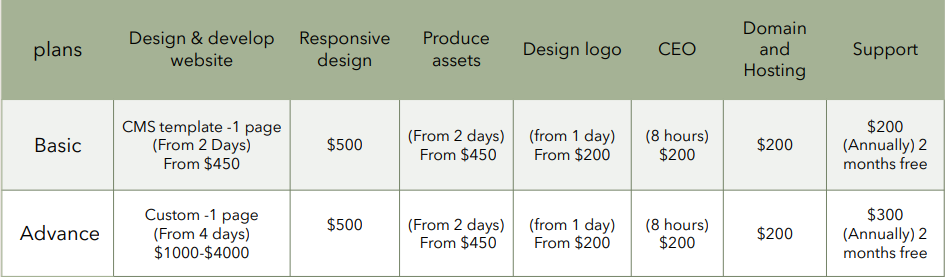 plans
Design & develop
website
Responsive
design
Produce
assets
Design logo
CEO
Domain
and
Hosting
Support
Basic
CMS template -1 page
(From 2 Days)
From $450
$500
(From 2 days)
From $450
(from 1 day)
From $200
(8 hours)
$200
$200
$200
(Annually) 2
months free
Advance
Custom -1 page
(From 4 days)
$1000-$4000
$500
(From 2 days)
From $450
(from 1 day)
From $200
(8 hours)
$200
$200
$300
(Annually) 2
months free